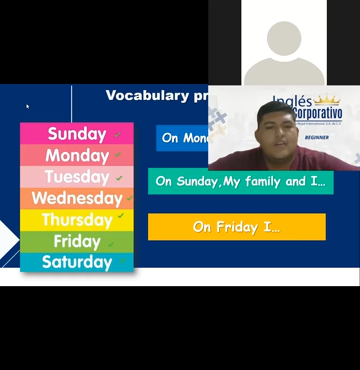 Vocabulary pr
Sunday
Monday
Tuesday
Wednesday
Thursday
Friday
Saturday
On Mon
On Sunday,My family and I...
On Friday I...
Inglés
Corporativo
BEGINNER